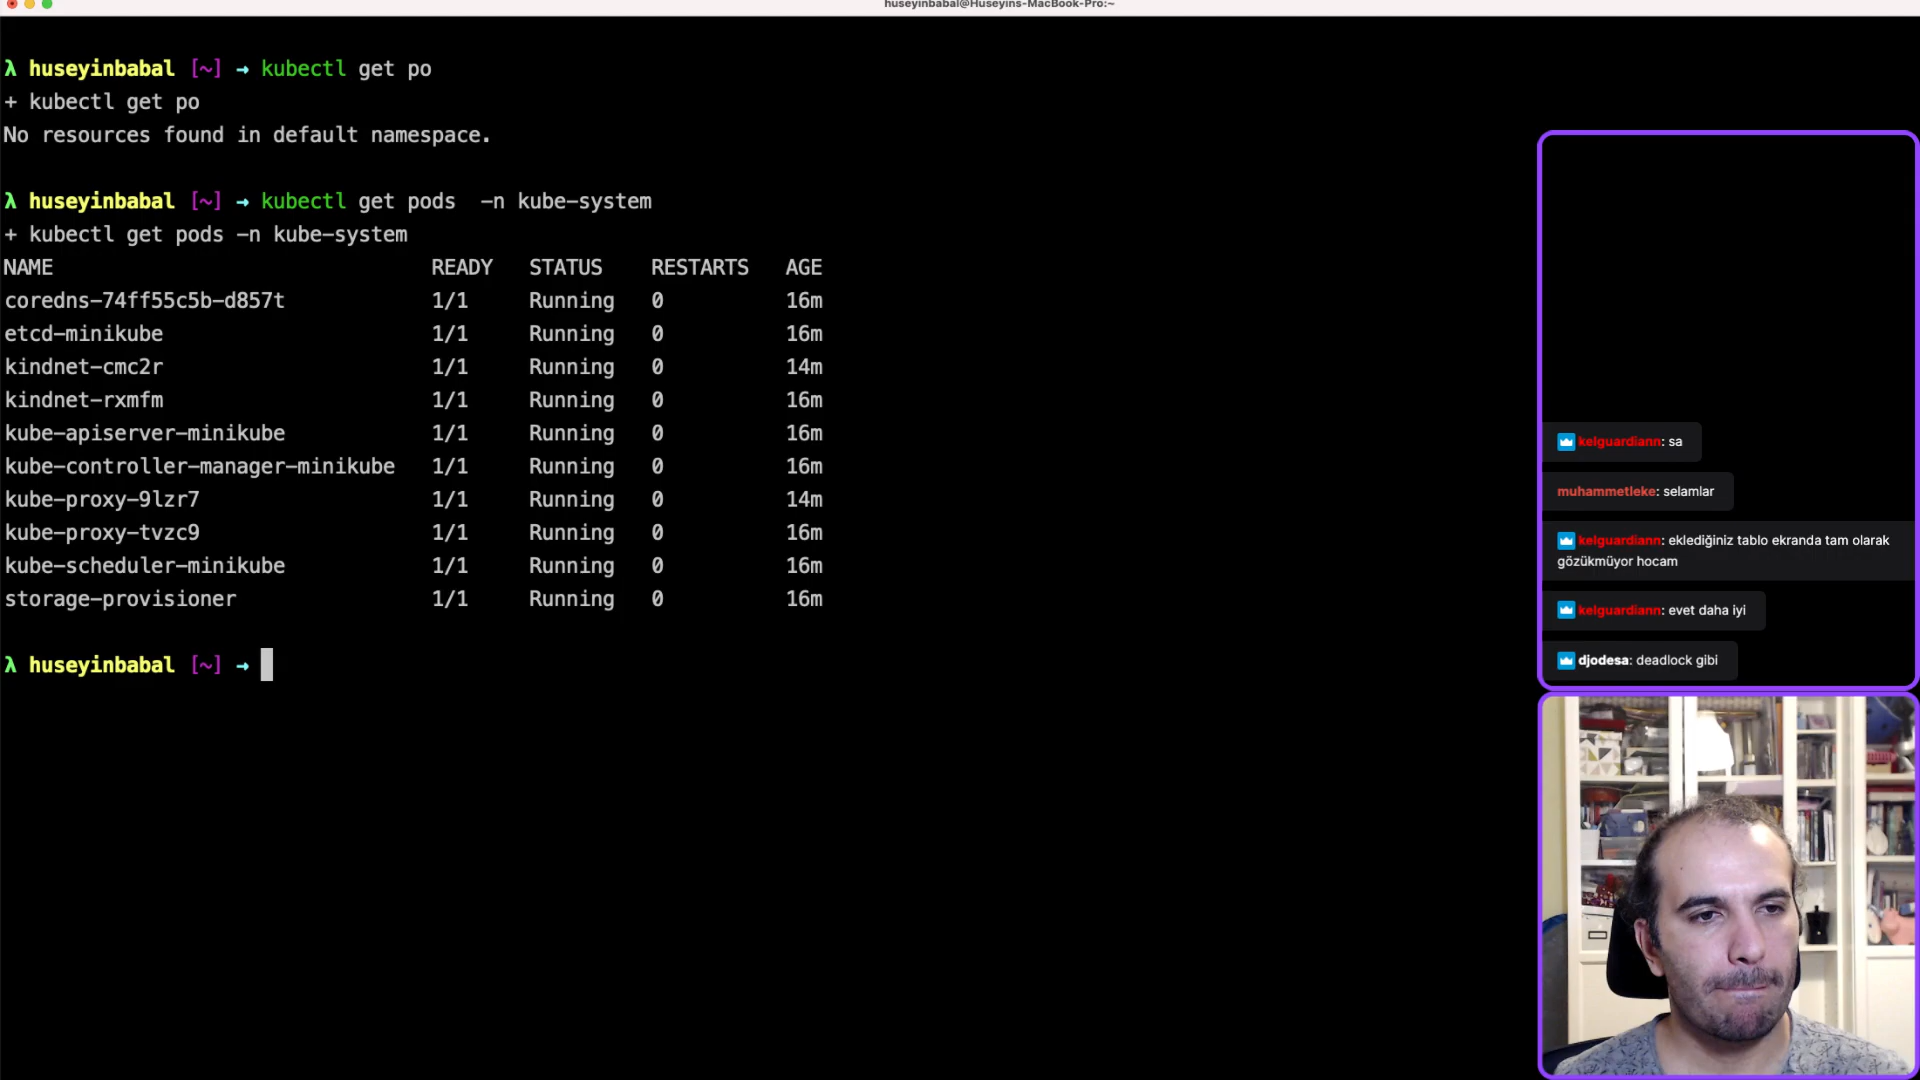 huseyinbabal@Huseyins-MacBook-Pro:~
λ huseyinbabal [~] → kubectl get po
+ kubectl get po
No resources found in default namespace.
λ huseyinbabal [~] → kubectl get pods  -n kube-system
+ kubectl get pods -n kube-system
NAME READY STATUS RESTARTS AGE
coredns-74ff55c5b-d857t 1/1 Running 0 16m
etcd-minikube 1/1 Running 0 16m
kindnet-cmc2r 1/1 Running 0 14m
kindnet-rxmfm 1/1 Running 0 16m
kube-apiserver-minikube 1/1 Running 0 16m
kube-controller-manager-minikube 1/1 Running 0 16m
kube-proxy-9lzr7 1/1 Running 0 14m
kube-proxy-tvzc9 1/1 Running 0 16m
kube-scheduler-minikube 1/1 Running 0 16m
storage-provisioner 1/1 Running 0 16m
λ huseyinbabal [~] →
kelguardiann: sa
muhammetleke: selamlar
kelguardiann: eklediğiniz tablo ekranda tam olarak
gözükmüyor hocam
kelguardiann: evet daha iyi
djodesa: deadlock gibi